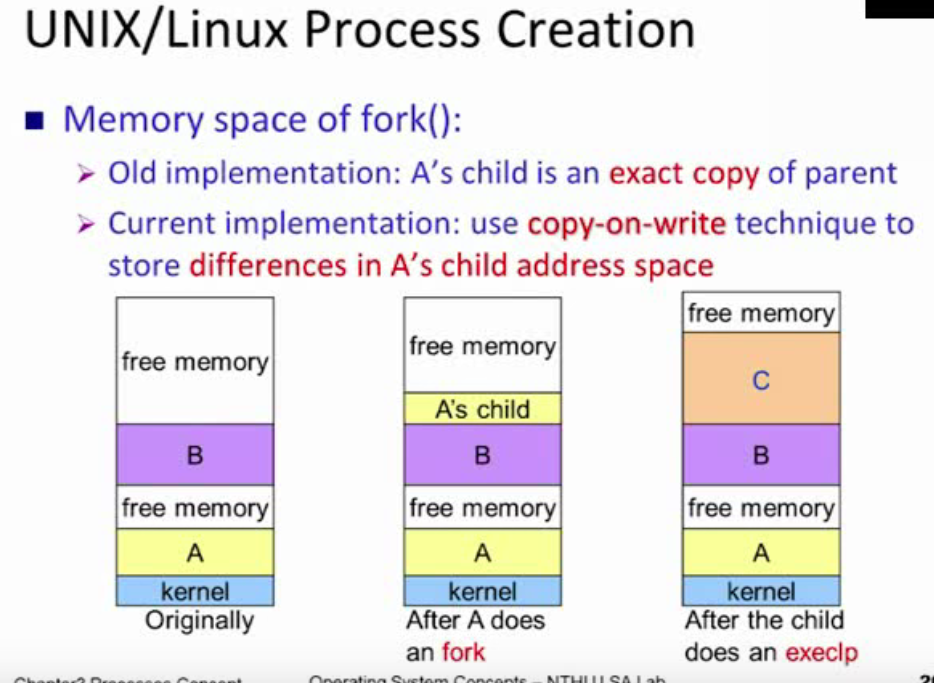 UNIX/Linux Process Creation
Memory space of fork():
Old implementation: A's child is an exact copy of parent
Current implementation: use copy-on-write technique to
store differences in A's child address space
free memory
B
free memory
A
kernel
Originally
free memory
A's child
B
free memory
A
kernel
After A does
an fork
free memory
C
B
free memory
A
kernel
After the child
does an execlp
Chapter3 Processes Concept
Operating System Concepts – NTHU LSA Lab